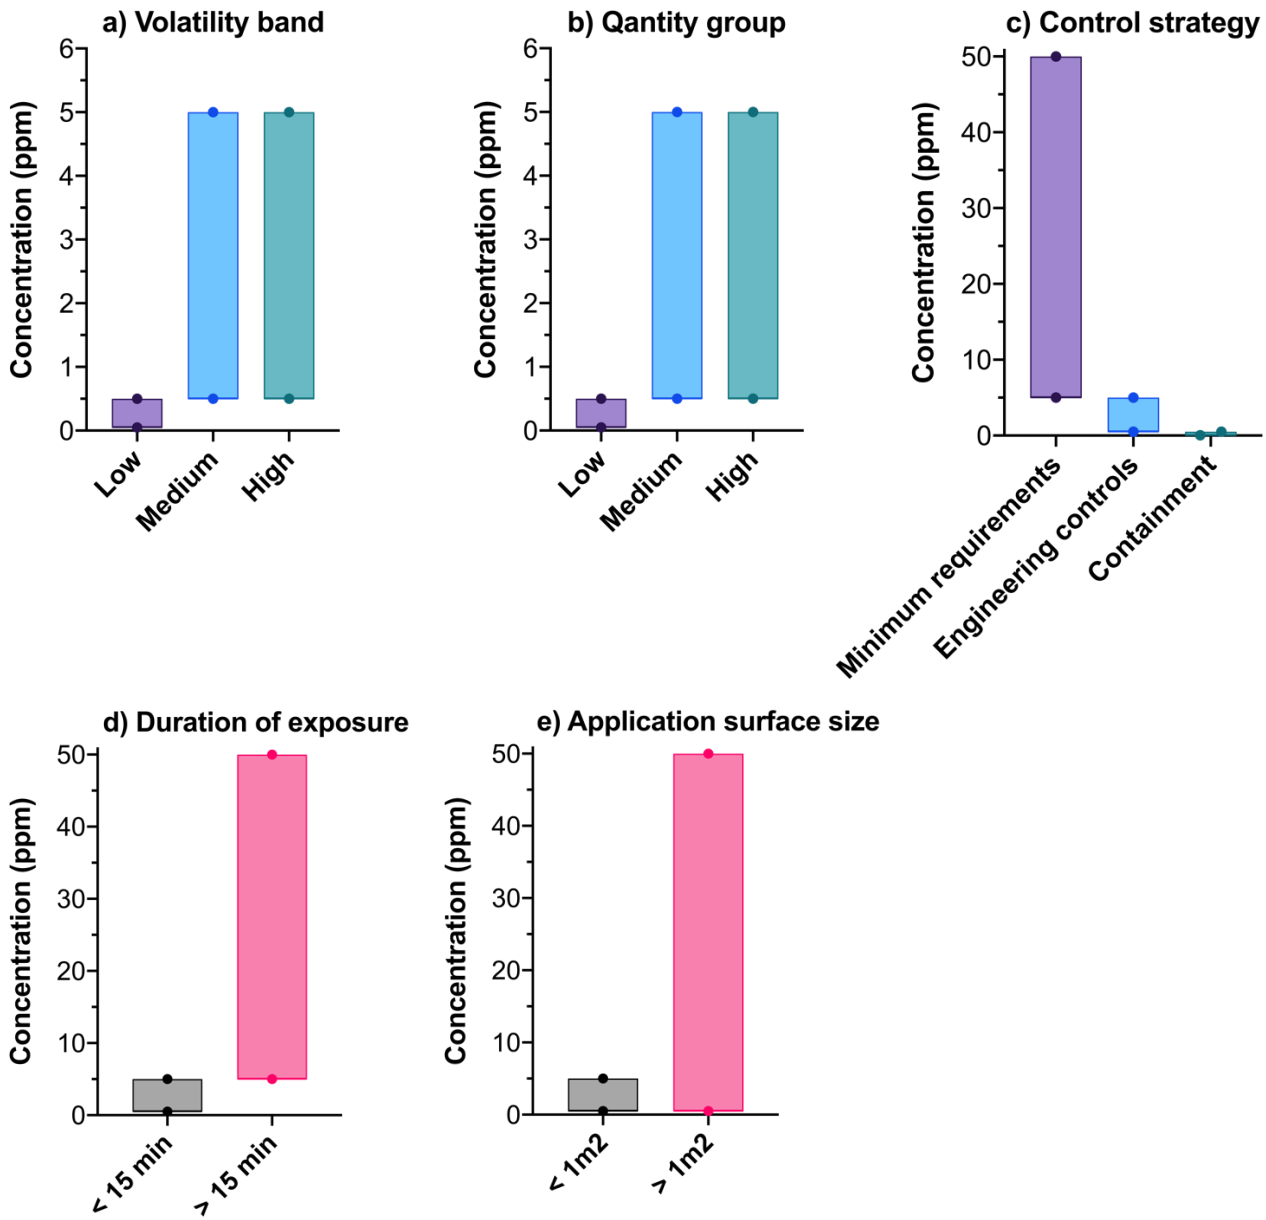 a) Volatility band
Concentration (ppm)
6
5
4
3
2
1
0
Low
Medium
High
b) Qantity group
Concentration (ppm)
6
5
4
3
2
1
0
Low
Medium
High
c) Control strategy
Concentration (ppm)
50
40
30
20
10
0
Minimum requirements
Engineering controls
Containment
d) Duration of exposure
Concentration (ppm)
50
40
30
20
10
0
< 15 min
> 15 min
e) Application surface size
Concentration (ppm)
50
40
30
20
10
0
< 1m2
> 1m2